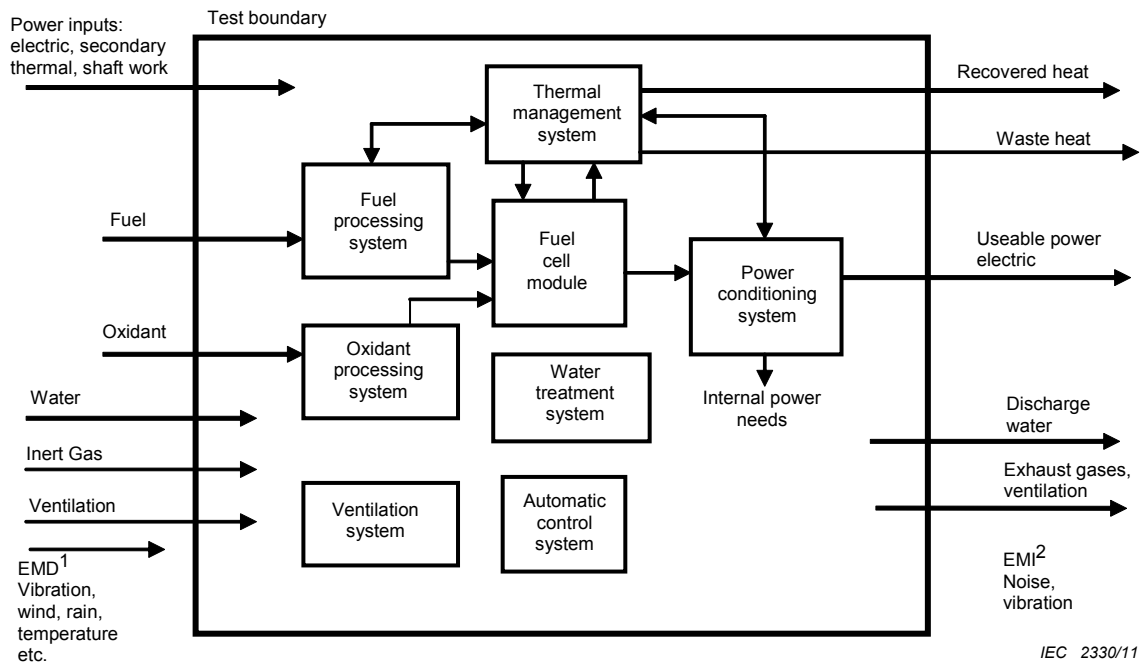 Power inputs:
electric, secondary
thermal, shaft work
Test boundary
Thermal
management
system
Recovered heat
Waste heat
Fuel
Fuel
processing
system
Fuel
cell
module
Power
conditioning
system
Useable power
electric
Oxidant
Oxidant
processing
system
Water
treatment
system
Internal power
needs
Water
Inert Gas
Ventilation
Ventilation
system
Automatic
control
system
Discharge
water
Exhaust gases,
ventilation
EMD1
Vibration,
wind, rain,
temperature
etc.
EMI2
Noise,
vibration
IEC 2330/11